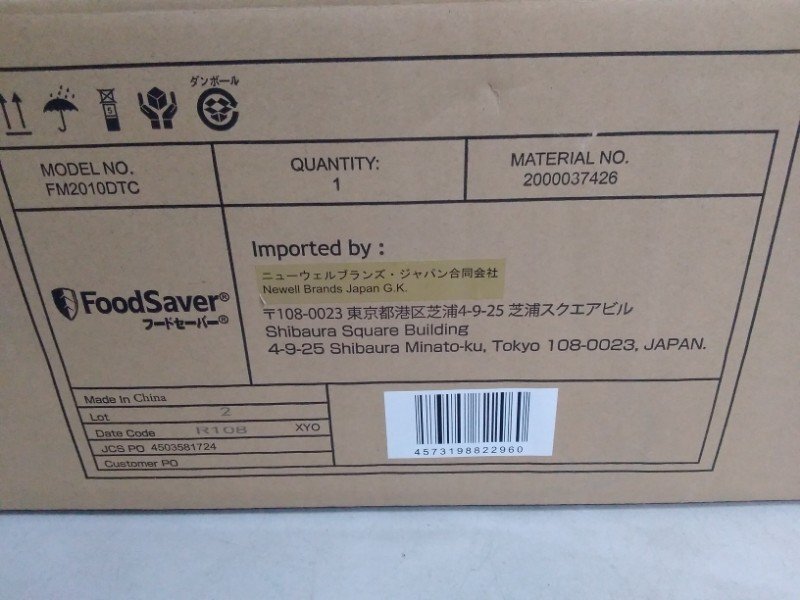 ダンボール
5
MODEL NO.
FM2010DTC
QUANTITY:
1
MATERIAL NO.
2000037426
FoodSaver®
フードセーバー®
Imported by :
ニューウェルブランズ・ジャパン合同会社
Newell Brands Japan G.K.
〒108-0023 東京都港区芝浦4-9-25 芝浦スクエアビル
Shibaura Square Building
4-9-25 Shibaura Minato-ku, Tokyo 108-0023, JAPAN.
Made In China
Lot 2
Date Code R108 XYO
JCS PO 4503581724
Customer PO
4573198822960